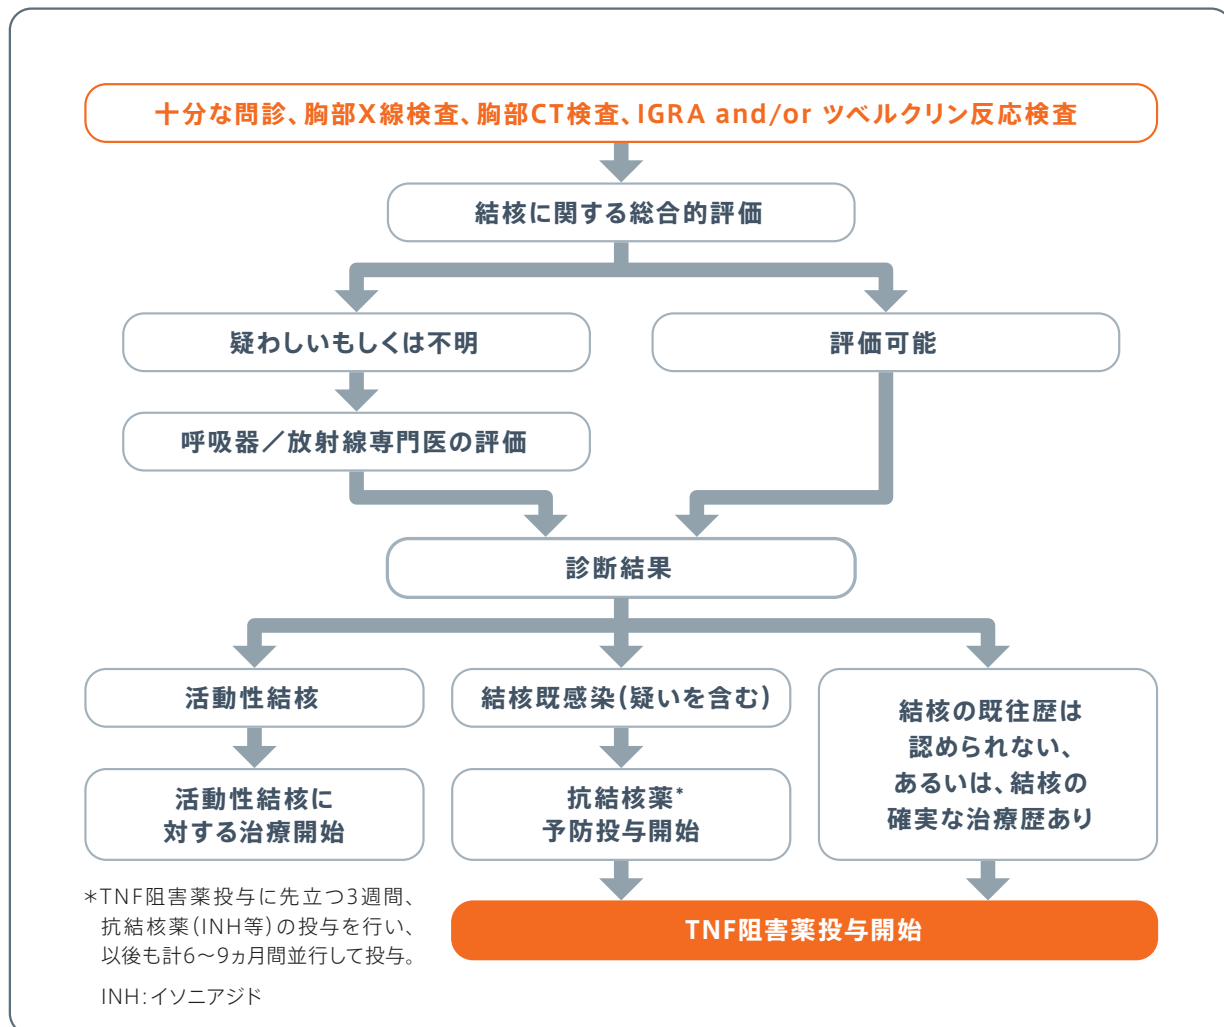 十分な問診、胸部X線検査、胸部CT検査、IGRA and/or ツベルクリン反応検査
結核に関する総合的評価
疑わしいもしくは不明
評価可能
呼吸器／放射線専門医の評価
診断結果
活動性結核
結核既感染(疑いを含む)
結核の既往歴は
認められない、
あるいは、結核の
確実な治療歴あり
活動性結核に
対する治療開始
抗結核薬*
予防投与開始
TNF阻害薬投与開始
*TNF阻害薬投与に先立つ3週間、
抗結核薬(INH等)の投与を行い、
以後も計6〜9ヵ月間並行して投与。
INH:イソニアジド